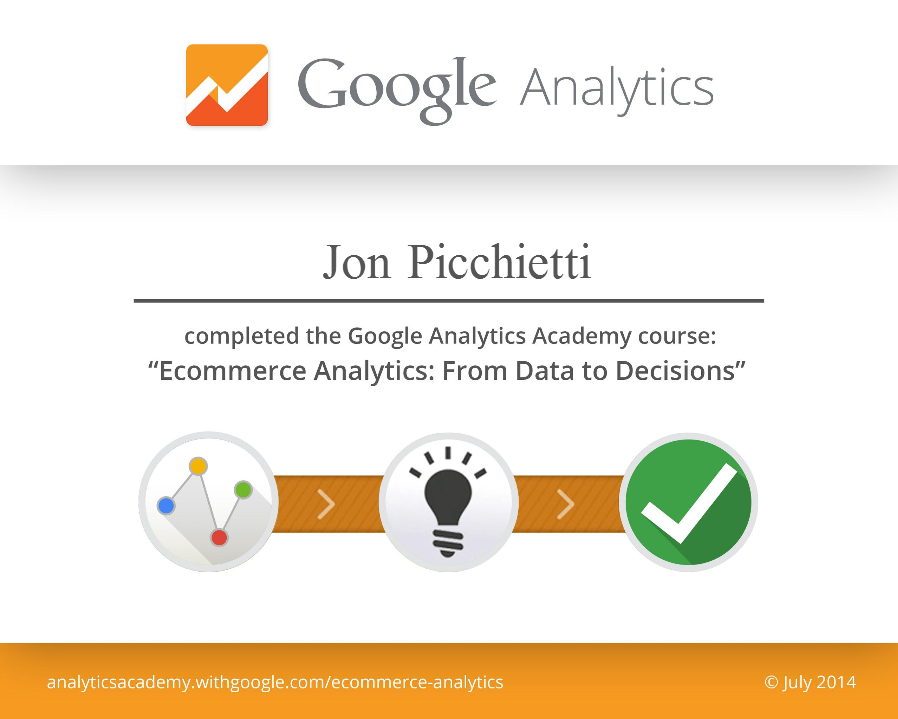 Google Analytics
Jon Picchietti
completed the Google Analytics Academy course:
“Ecommerce Analytics: From Data to Decisions”
analyticsacademy.withgoogle.com/ecommerce-analytics
© July 2014